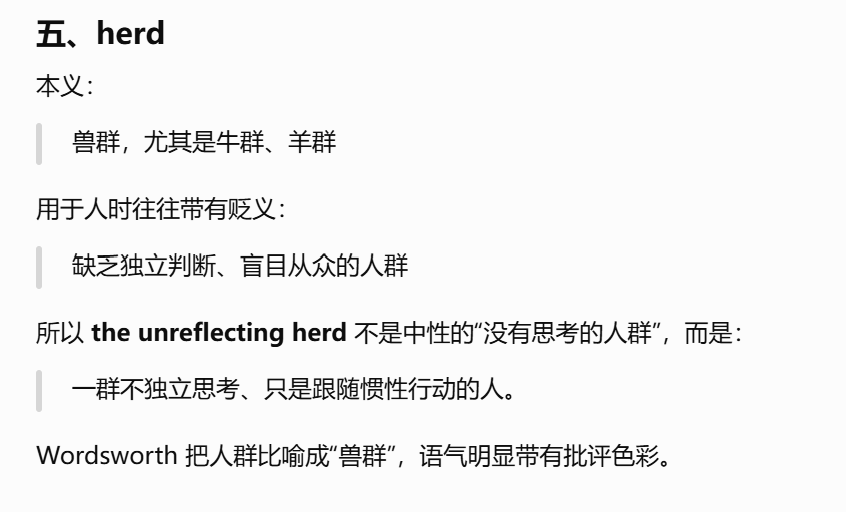 五、herd
本义：
兽群，尤其是牛群、羊群
用于人时往往带有贬义：
缺乏独立判断、盲目从众的人群
所以 the unreflecting herd 不是中性的“没有思考的人群”，而是：
一群不独立思考、只是跟随惯性行动的人。
Wordsworth 把人群比喻成“兽群”，语气明显带有批评色彩。